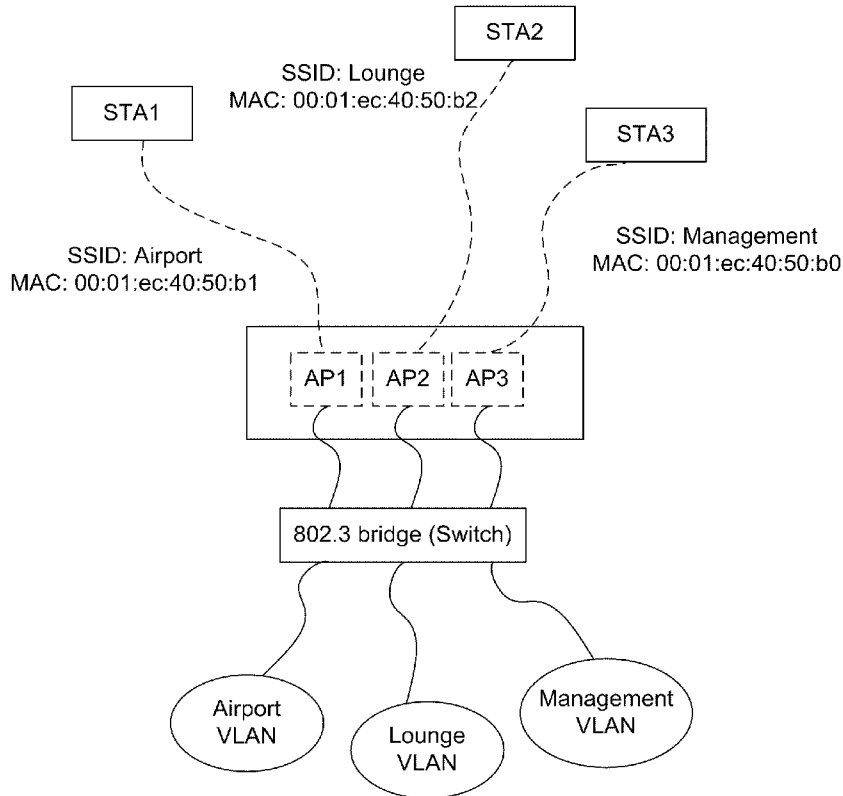 STA2
SSID: Lounge
MAC: 00:01:ec:40:50:b2
STA1
STA3
SSID: Airport
MAC: 00:01:ec:40:50:b1
SSID: Management
MAC: 00:01:ec:40:50:b0
AP1
AP2
AP3
802.3 bridge (Switch)
Airport
VLAN
Lounge
VLAN
Management
VLAN